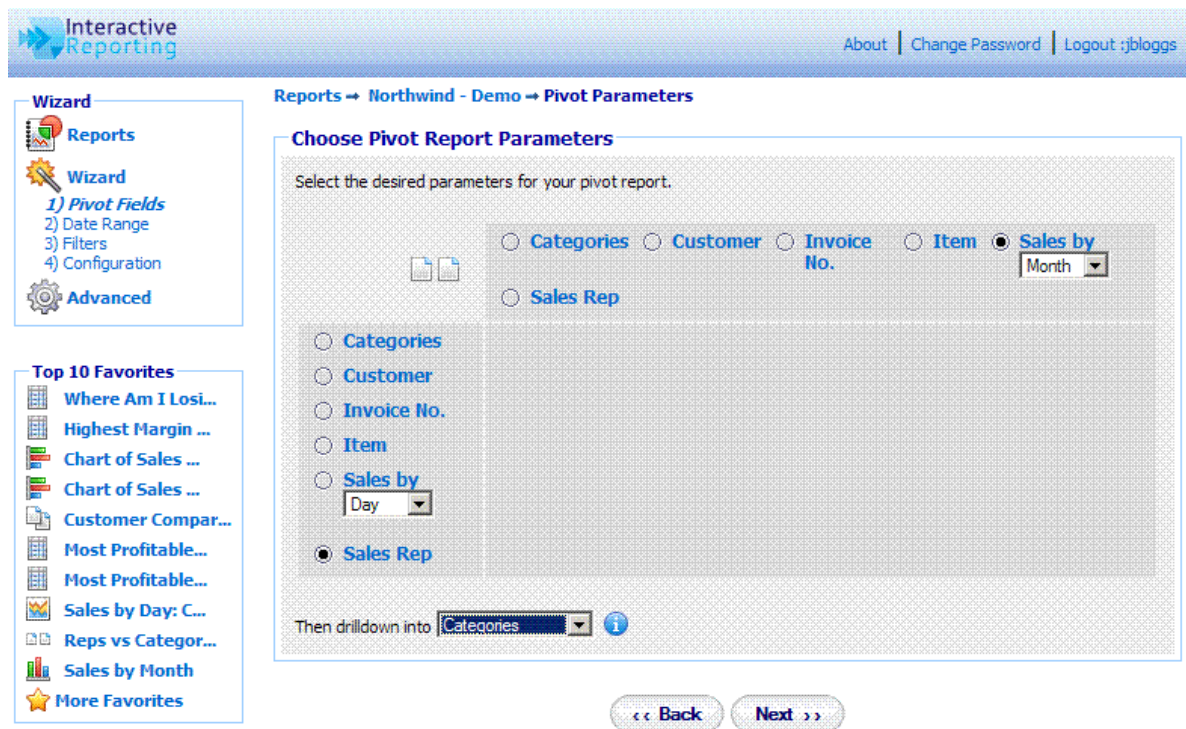 Interactive
Reporting
About | Change Password | Logout :jbloggs
Wizard
Reports
Wizard
1) Pivot Fields
2) Date Range
3) Filters
4) Configuration
Advanced
Top 10 Favorites
Where Am I Losi...
Highest Margin ...
Chart of Sales ...
Chart of Sales ...
Customer Compar...
Most Profitable...
Most Profitable...
Sales by Day: C...
Reps vs Categor...
Sales by Month
More Favorites
Reports → Northwind - Demo → Pivot Parameters
Choose Pivot Report Parameters
Select the desired parameters for your pivot report.
Categories Customer Invoice No. Item Sales by
Month
Sales Rep
Categories
Customer
Invoice No.
Item
Sales by
Day
Sales Rep
Then drilldown into Categories
‹‹ Back Next ››